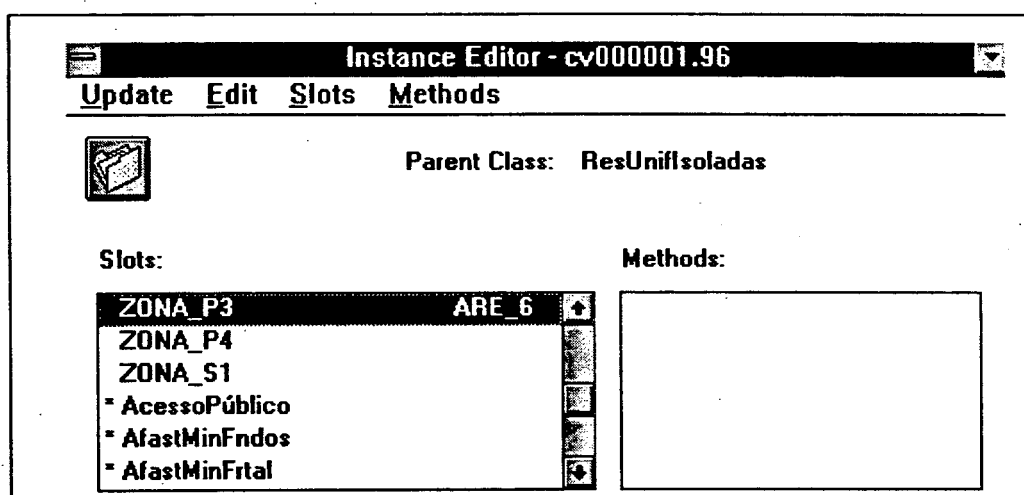 Instance Editor - cv000001.96
Update Edit Slots Methods
Parent Class: ResUnifIsoladas
Slots:
Methods:
ZONA_P3 ARE_6
ZONA_P4
ZONA_S1
* AcessoPúblico
* AfastMinFndos
* AfastMinFrtal